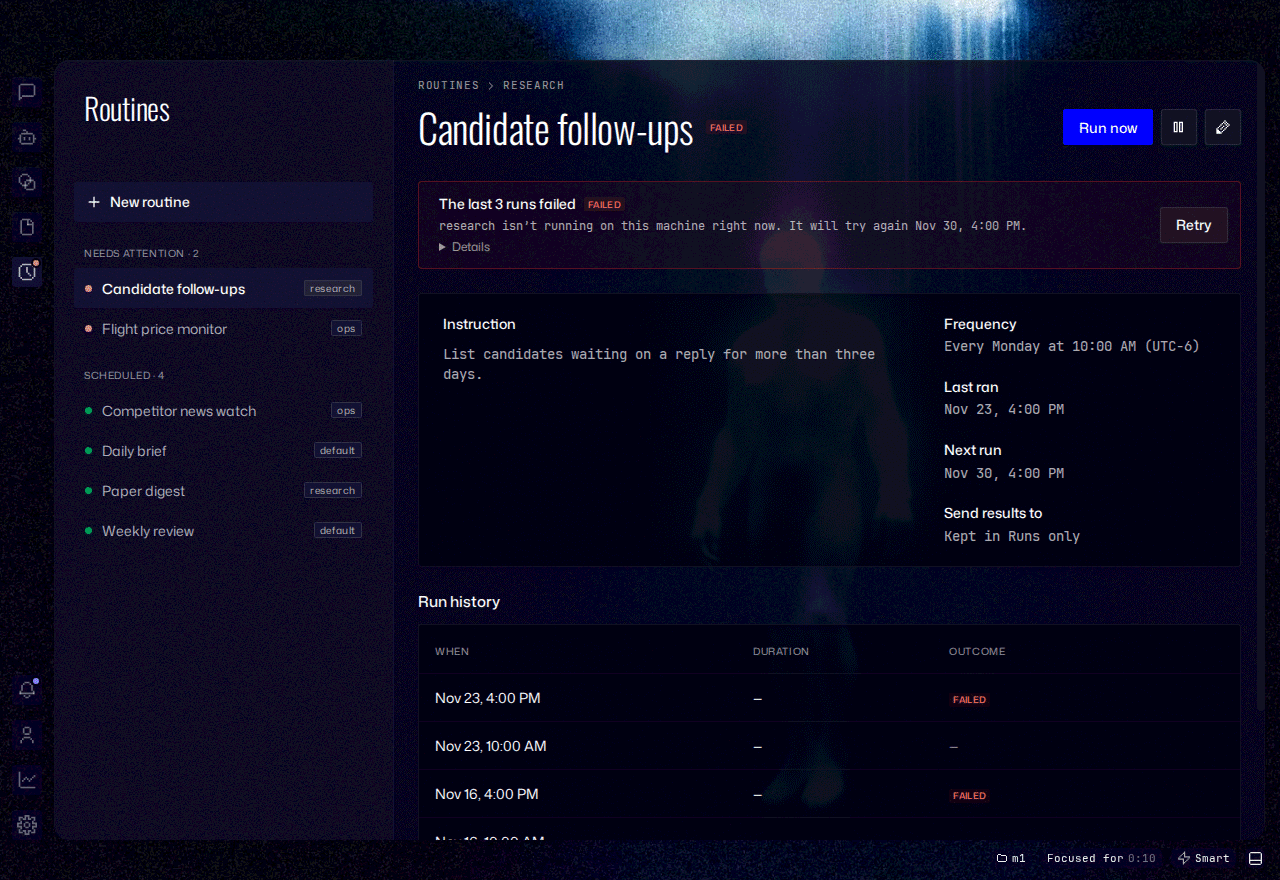 Routines
New routine
NEEDS ATTENTION · 2
Candidate follow-ups research
Flight price monitor ops
SCHEDULED · 4
Competitor news watch ops
Daily brief default
Paper digest research
Weekly review default
ROUTINES > RESEARCH
Candidate follow-ups FAILED
Run now
The last 3 runs failed FAILED
research isn't running on this machine right now. It will try again Nov 30, 4:00 PM.
Details
Retry
Instruction
List candidates waiting on a reply for more than three
days.
Frequency
Every Monday at 10:00 AM (UTC-6)
Last ran
Nov 23, 4:00 PM
Next run
Nov 30, 4:00 PM
Send results to
Kept in Runs only
Run history
WHEN DURATION OUTCOME
Nov 23, 4:00 PM – FAILED
Nov 23, 10:00 AM – –
Nov 16, 4:00 PM – FAILED
Nov 16, 10:00 AM
m1 Focused for 0:10 Smart